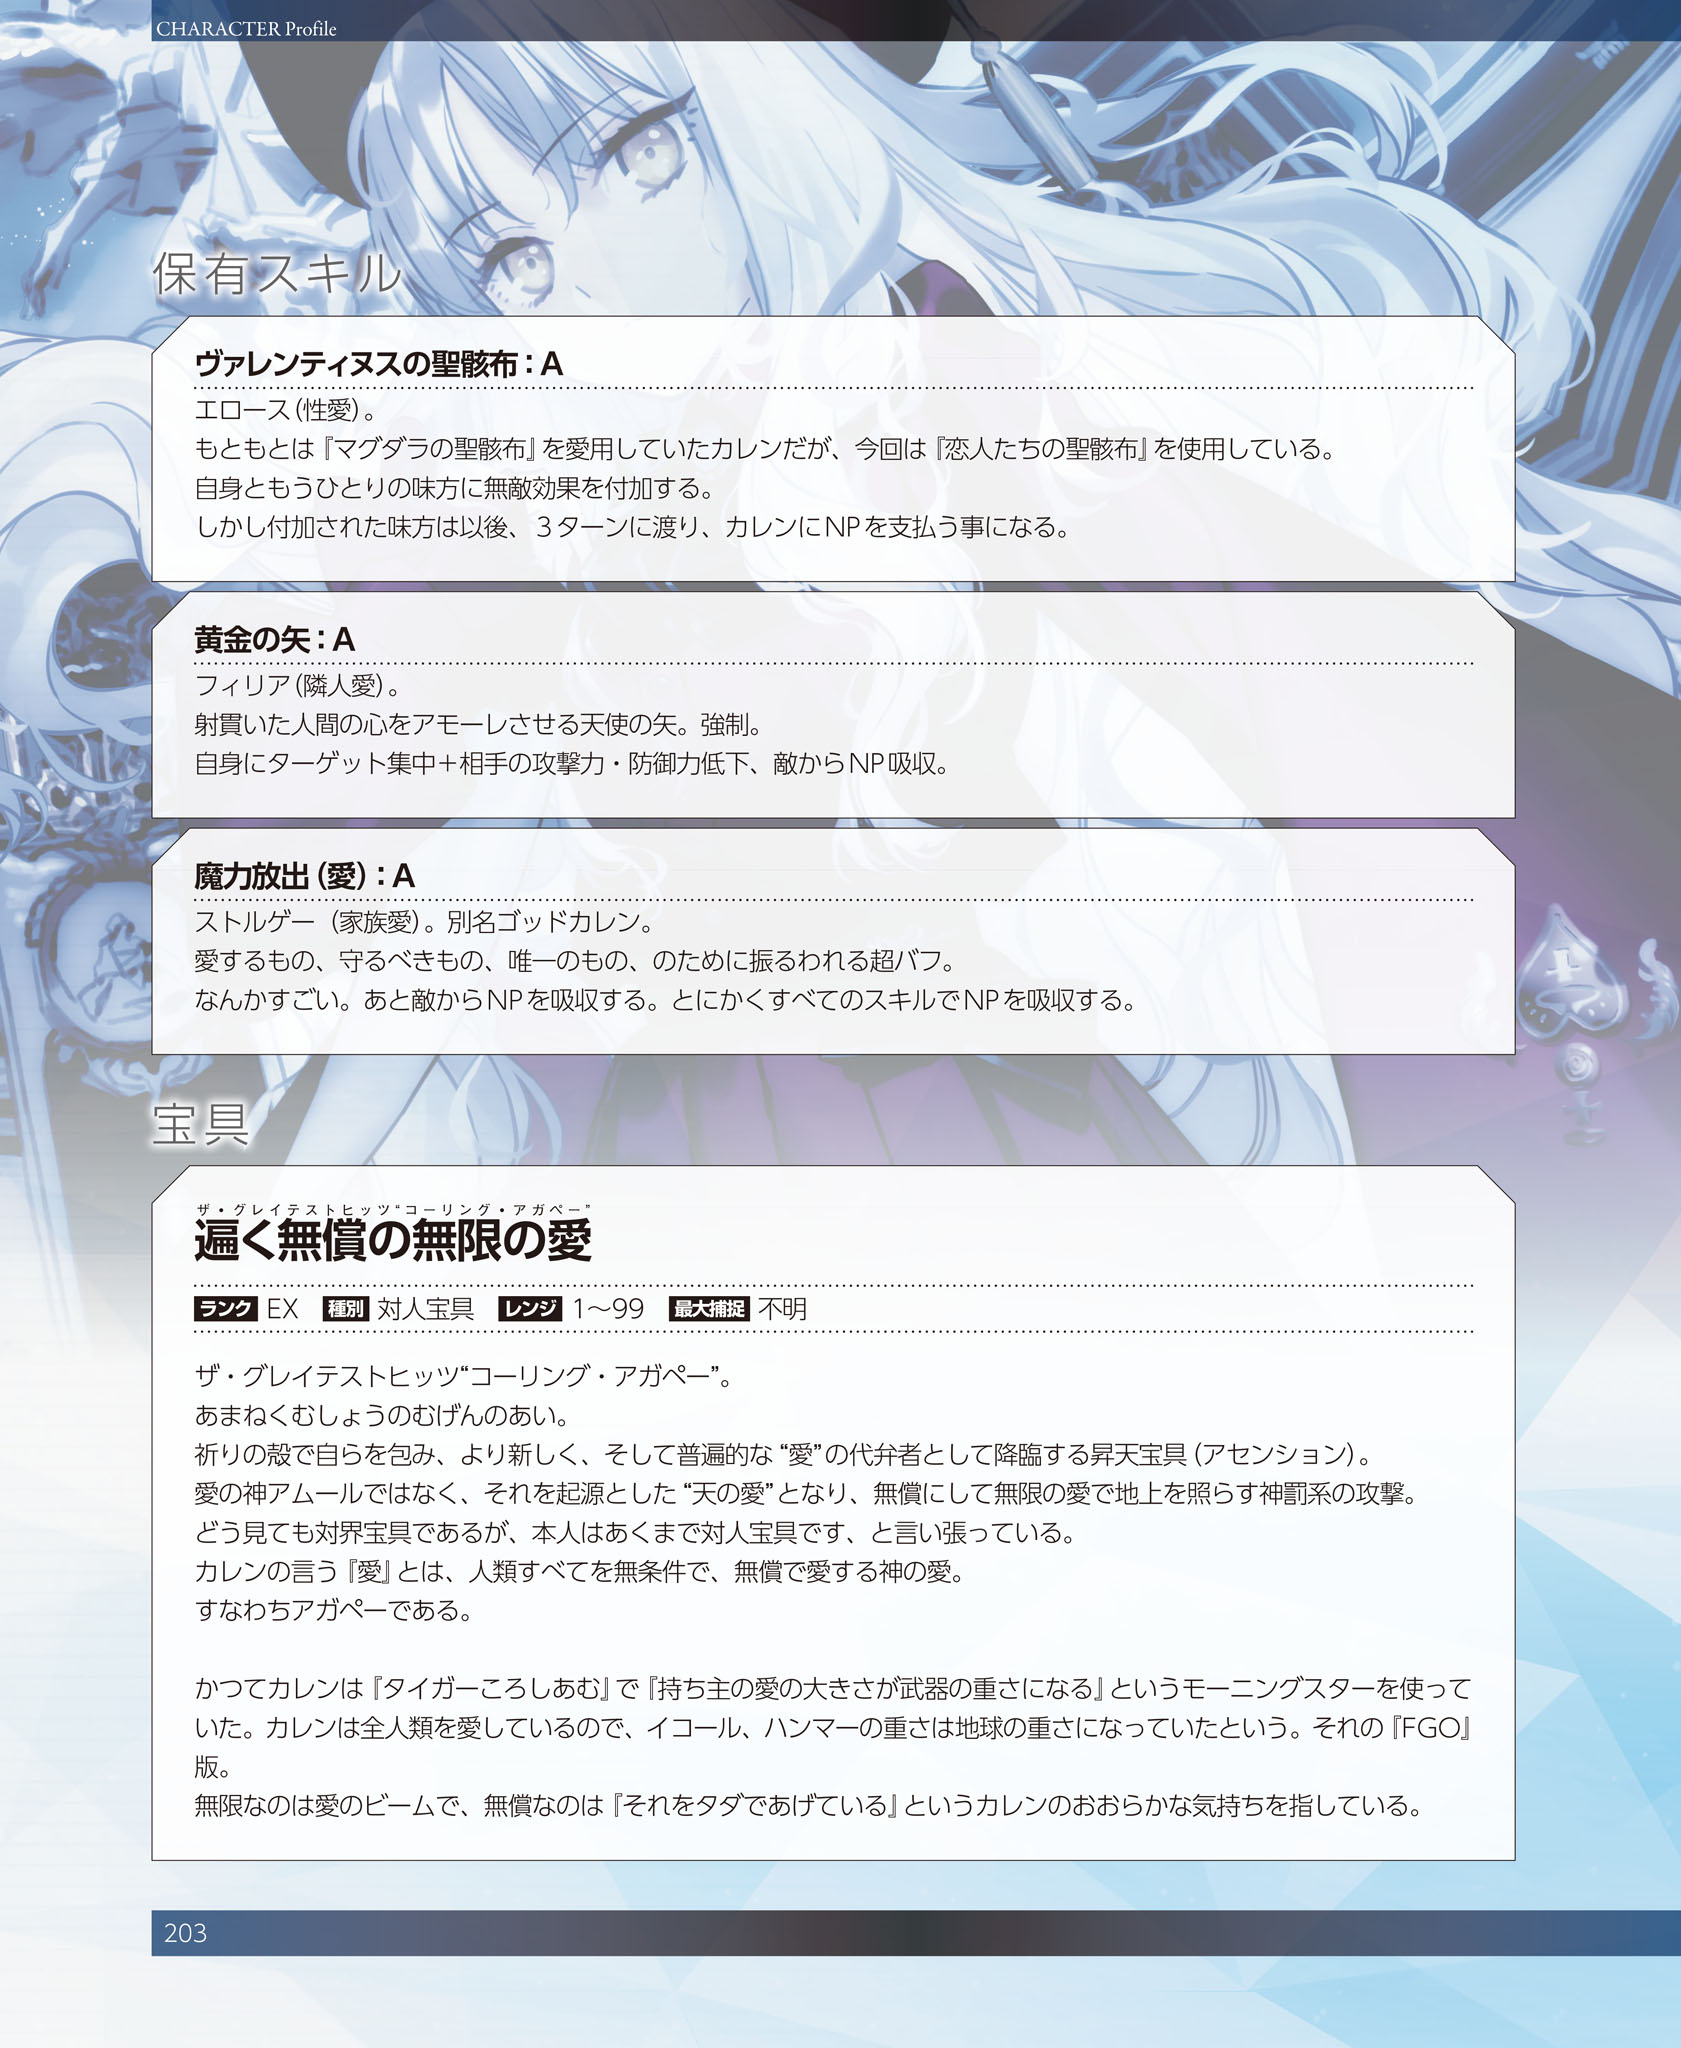 CHARACTER Profile
保有スキル
ヴァレンティヌスの聖骸布：A
エロース（性愛）。
もともとは『マグダラの聖骸布』を愛用していたカレンだが、今回は『恋人たちの聖骸布』を使用している。
自身ともうひとりの味方に無敵効果を付加する。
しかし付加された味方は以後、３ターンに渡り、カレンにNPを支払う事になる。
黄金の矢：A
フィリア（隣人愛）。
射貫いた人間の心をアモーレさせる天使の矢。強制。
自身にターゲット集中＋相手の攻撃力・防御力低下、敵からNP吸収。
魔力放出（愛）：A
ストルゲー（家族愛）。別名ゴッドカレン。
愛するもの、守るべきもの、唯一のもの、のために振るわれる超バフ。
なんかすごい。あと敵からNPを吸収する。とにかくすべてのスキルでNPを吸収する。
宝具
ザ・グレイテストヒッツ“コーリング・アガペー”
遍く無償の無限の愛
ランク EX 種別 対人宝具 レンジ 1～99 最大捕捉 不明
ザ・グレイテストヒッツ“コーリング・アガペー”。
あまねくむしょうのむげんのあい。
祈りの殻で自らを包み、より新しく、そして普遍的な“愛”の代弁者として降臨する昇天宝具（アセンション）。
愛の神アムールではなく、それを起源とした“天の愛”となり、無償にして無限の愛で地上を照らす神罰系の攻撃。
どう見ても対界宝具であるが、本人はあくまで対人宝具です、と言い張っている。
カレンの言う『愛』とは、人類すべてを無条件で、無償で愛する神の愛。
すなわちアガペーである。
かつてカレンは『タイガーころしあむ』で『持ち主の愛の大きさが武器の重さになる』というモーニングスターを使って
いた。カレンは全人類を愛しているので、イコール、ハンマーの重さは地球の重さになっていたという。それの『FGO』
版。
無限なのは愛のビームで、無償なのは『それをタダであげている』というカレンのおおらかな気持ちを指している。
203